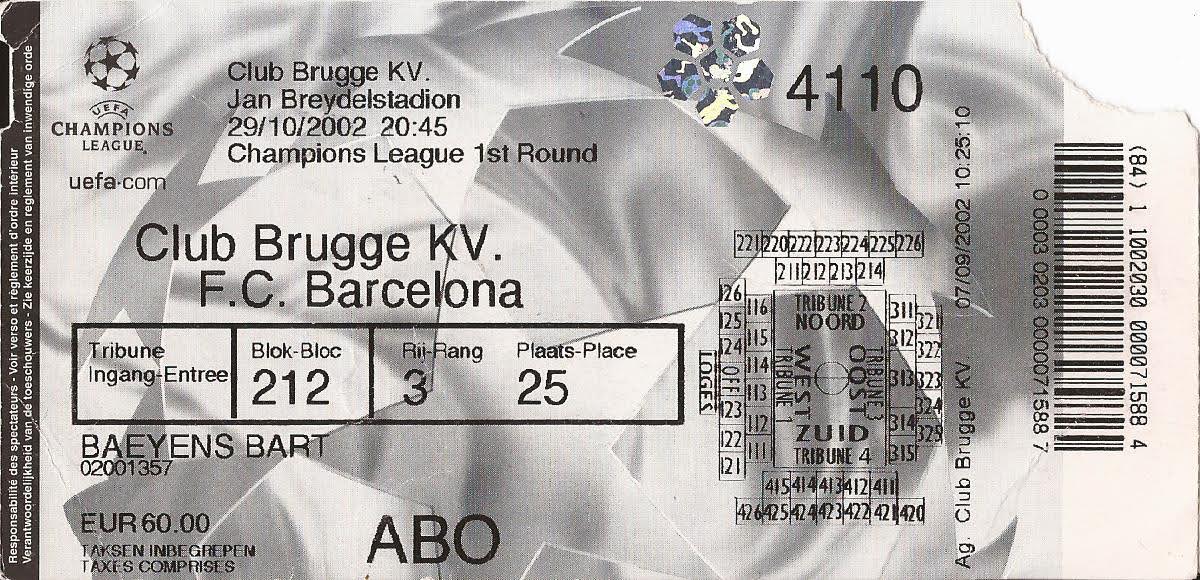 Responsabilité des spectateurs - Voir verso et règlement d'ordre intérieur
Verantwoordelijkheid van de toeschouwers - Zie keerzijde en reglement van inwendige orde
UEFA
CHAMPIONS
LEAGUE
uefa.com
Club Brugge KV.
Jan Breydelstadion
29/10/2002 20:45
Champions League 1st Round
4110
Club Brugge KV.
F.C. Barcelona
Tribune
Ingang-Entree
Blok-Bloc
212
Rij-Rang
3
Plaats-Place
25
BAEYENS BART
02001357
EUR 60.00
TAKSEN INBEGREPEN
TAXES COMPRISES
ABO
221 220 222 223 224 225 226
211 212 213 214
126
125
124
OFF
123
122
121
116
115
114
113
112
111
LOGES
TRIBUNE 2
NOORD
TRIBUNE 1
WEST
OOST
TRIBUNE 3
ZUID
TRIBUNE 4
311
312
313
314
315
321
322
323
324
325
415 414 413 412 411
426 425 424 423 422 421 420
Ag. Club Brugge KV 07/09/2002 10:25:10
0 0003 0203 0000071588 7
(84) 1 1002030 0000071588 4